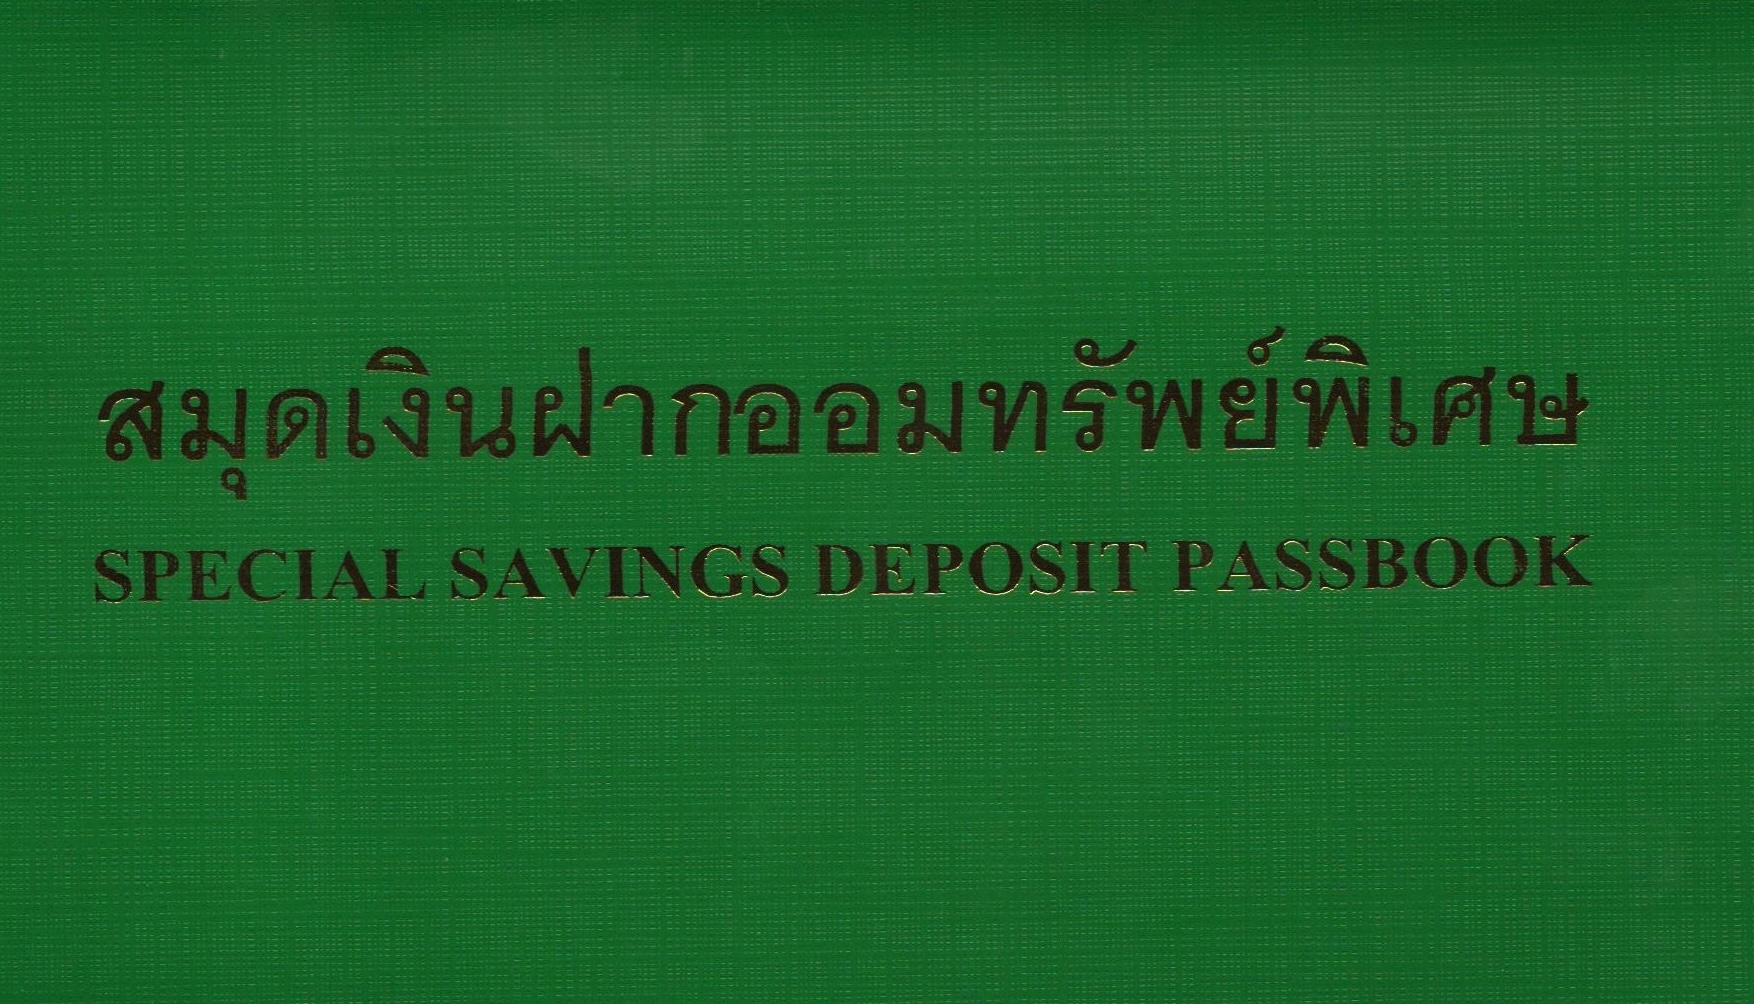 สมุดเงินฝากออมทรัพย์พิเศษ
SPECIAL SAVINGS DEPOSIT PASSBOOK